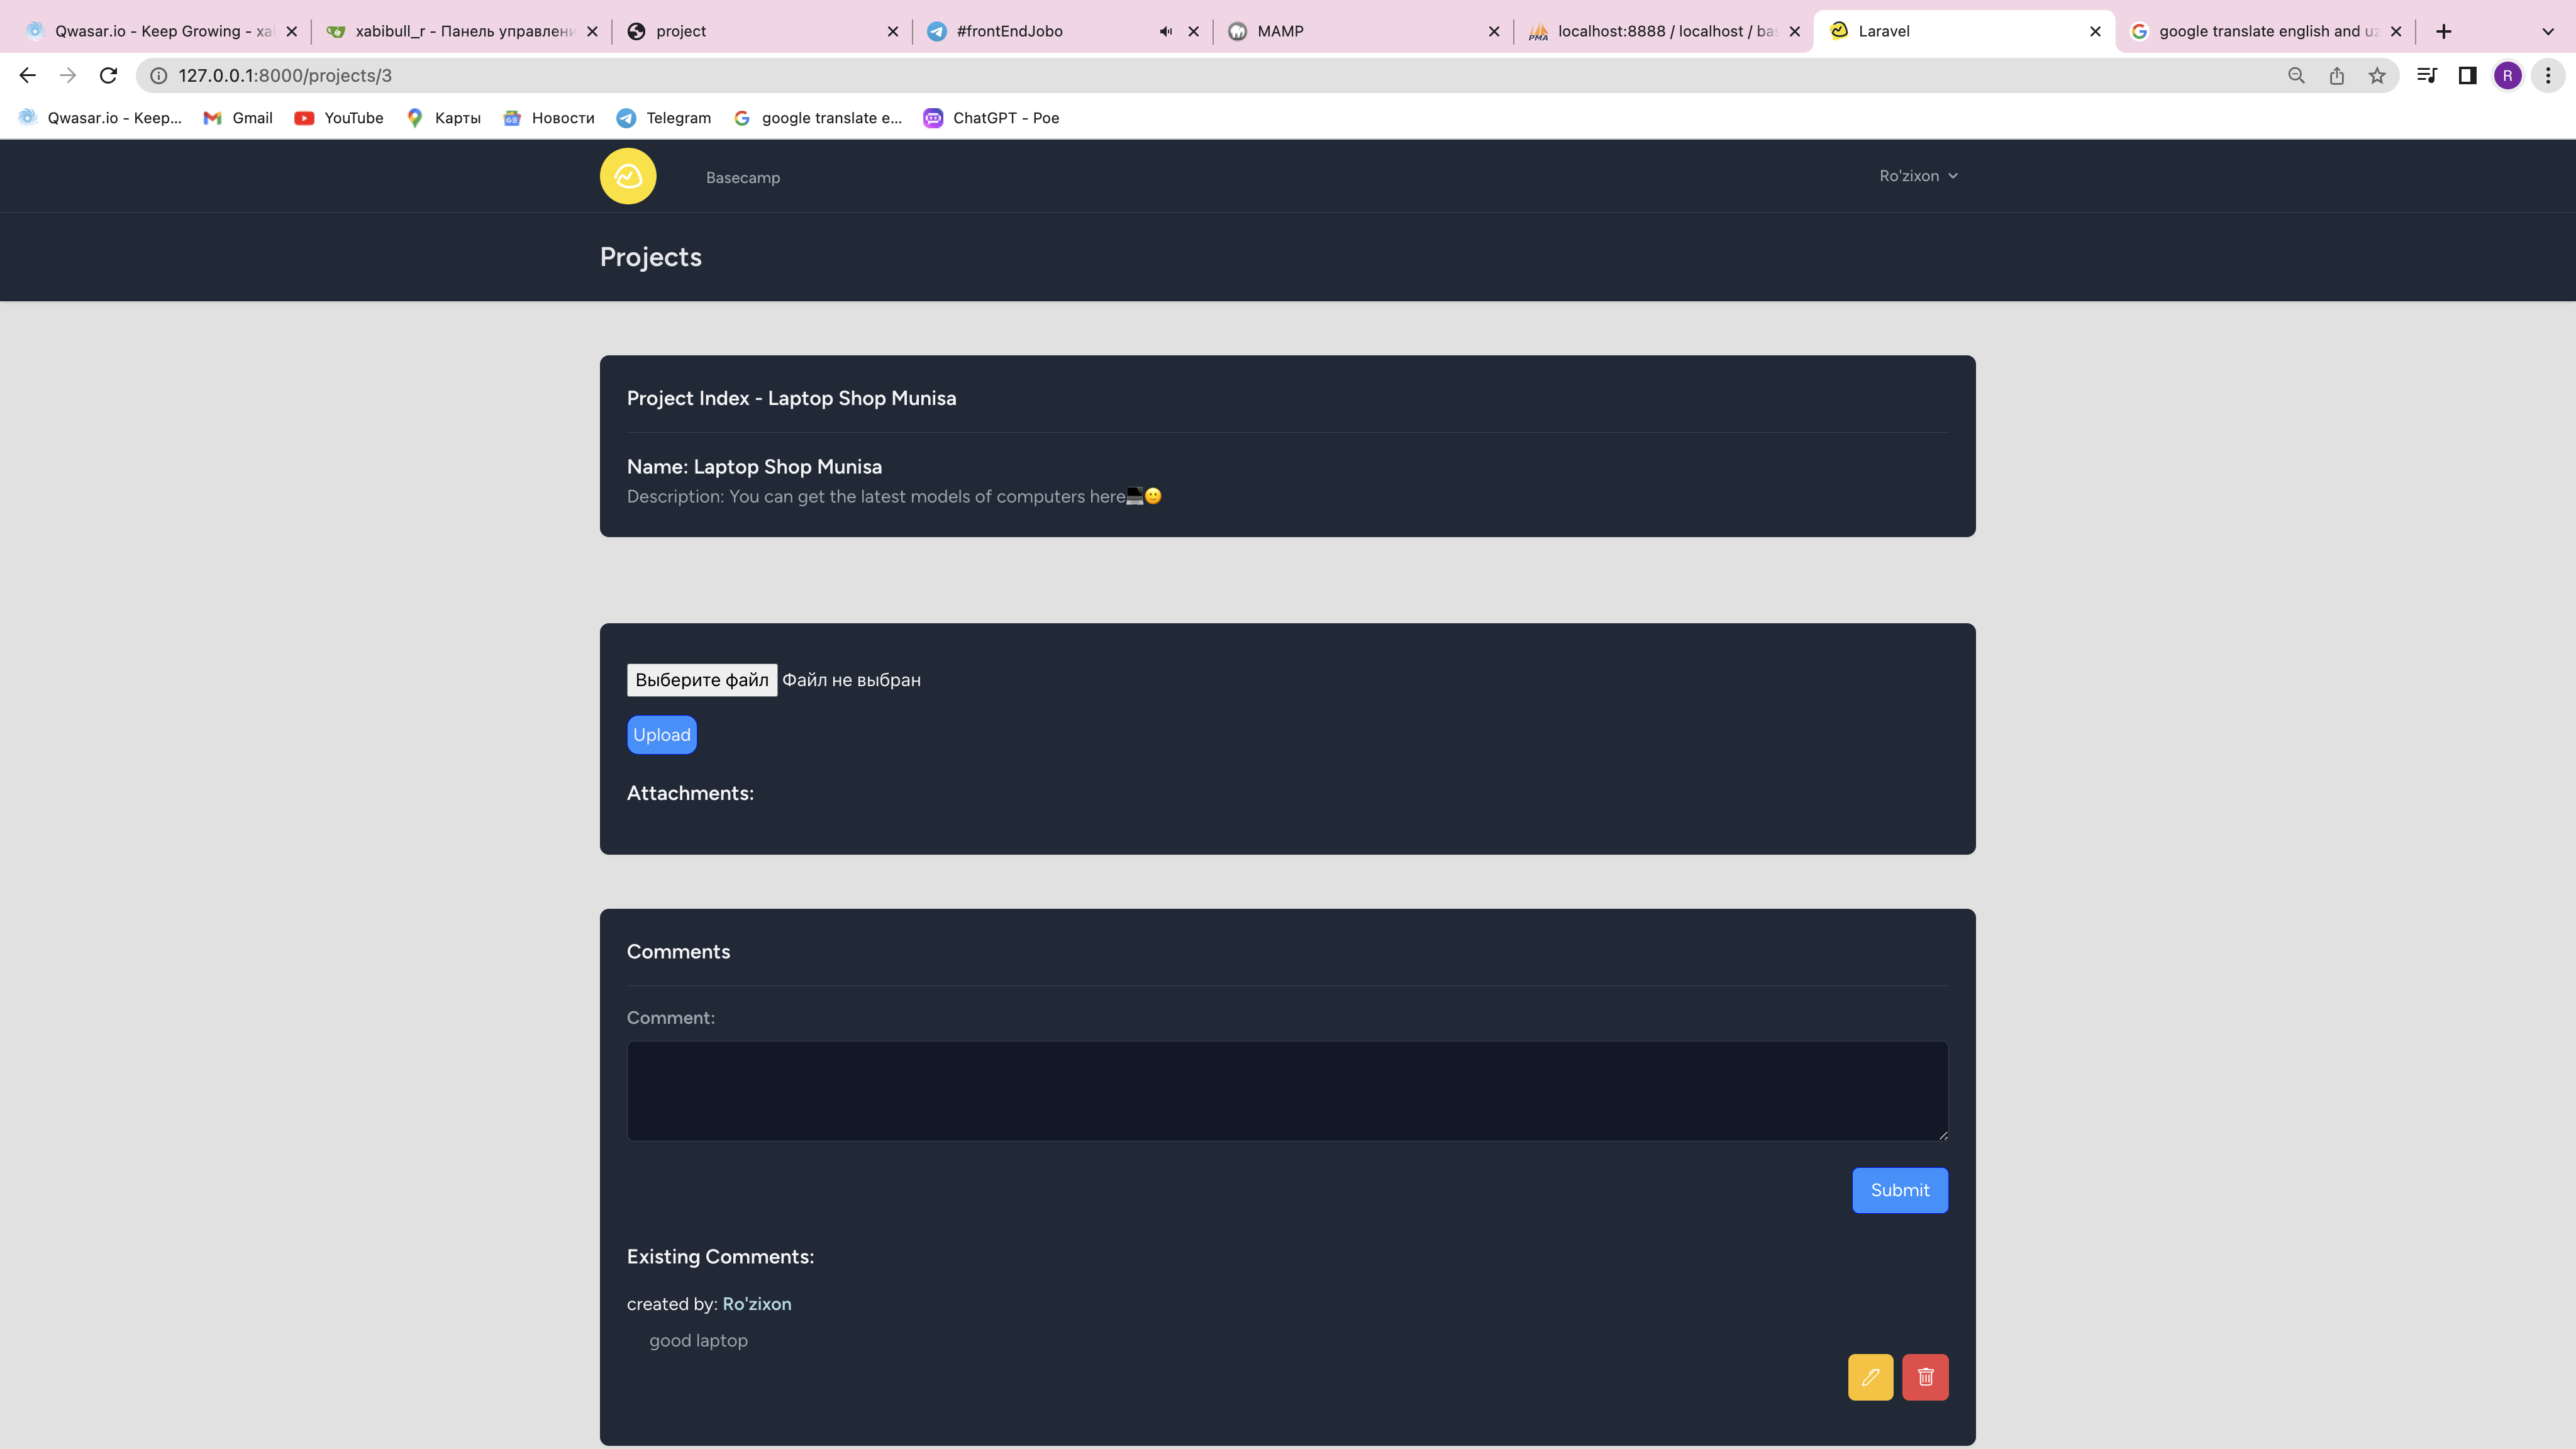 Qwasar.io - Keep Growing - xa
xabibull_r - Панель управлени
project
#frontEndJobo
MAMP
localhost:8888 / localhost / ba
Laravel
google translate english and uz
127.0.0.1:8000/projects/3
R
Qwasar.io - Keep...
Gmail
YouTube
Карты
Новости
Telegram
google translate e...
ChatGPT - Poe
Basecamp
Ro'zixon
Projects
Project Index - Laptop Shop Munisa
Name: Laptop Shop Munisa
Description: You can get the latest models of computers here💻🙂
Выберите файл Файл не выбран
Upload
Attachments:
Comments
Comment:
Submit
Existing Comments:
created by: Ro'zixon
good laptop